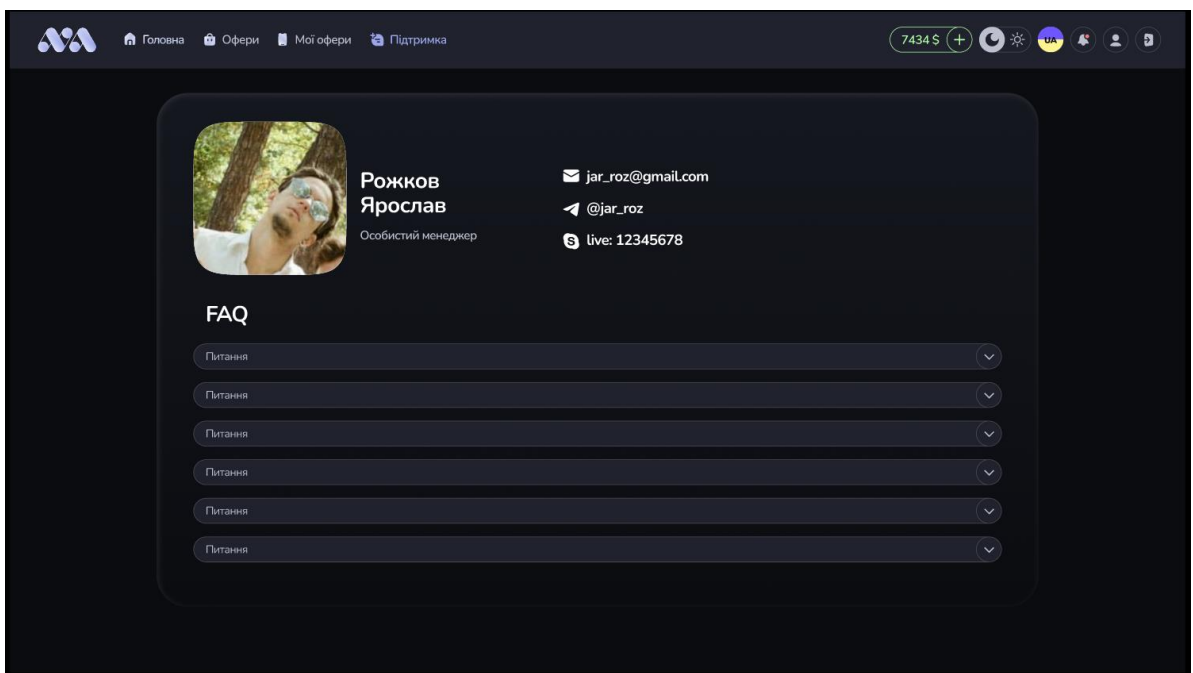 Головна
Офери
Мої офери
Підтримка
7434 $
UA
Рожков
Ярослав
Особистий менеджер
jar_roz@gmail.com
@jar_roz
live: 12345678
FAQ
Питання
Питання
Питання
Питання
Питання
Питання